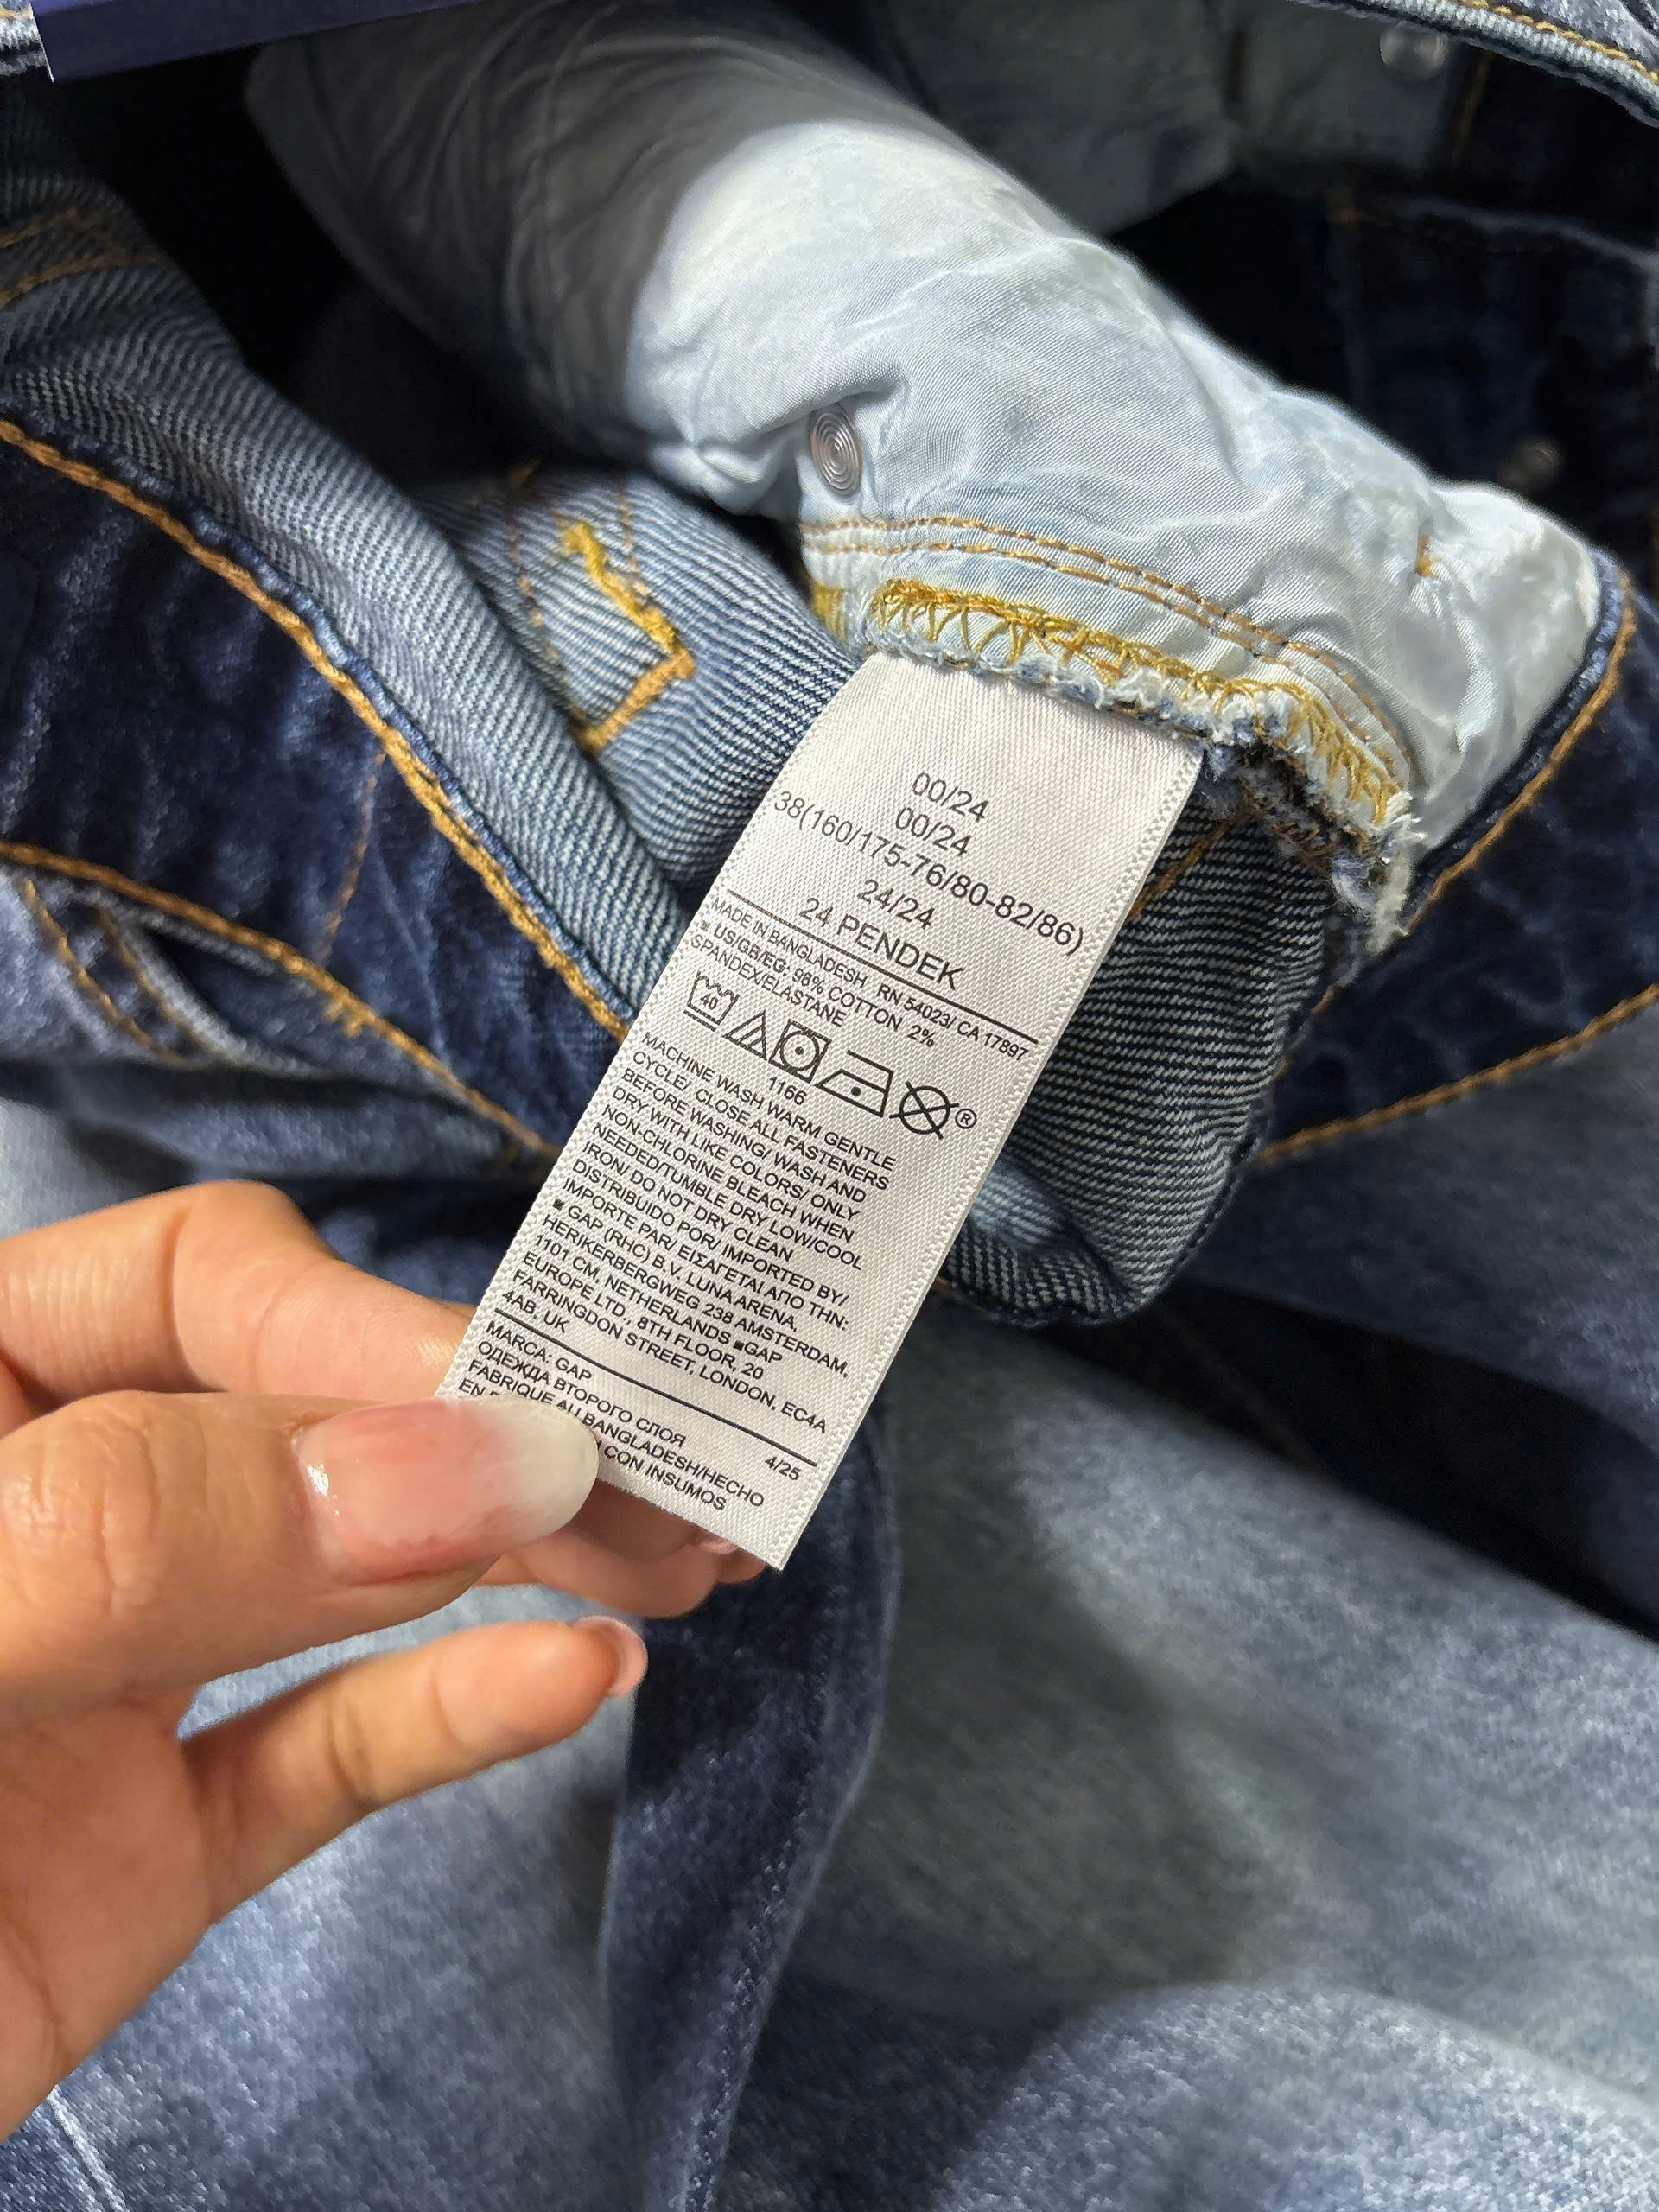 00/24
00/24
38(160/175-76/80-82/86)
24/24
24 PENDEK
MADE IN BANGLADESH RN 54023/ CA 17897
US/GB/EG: 98% COTTON 2%
SPANDEX/ELASTANE
40
®
1166
MACHINE WASH WARM GENTLE
CYCLE/ CLOSE ALL FASTENERS
BEFORE WASHING/ WASH AND
DRY WITH LIKE COLORS/ ONLY
NON-CHLORINE BLEACH WHEN
NEEDED/TUMBLE DRY LOW/COOL
IRON/ DO NOT DRY CLEAN
DISTRIBUIDO POR/ IMPORTED BY/
IMPORTE PAR/ ΕΙΣΑΓΕΤΑΙ ΑΠΟ ΤΗΝ:
■ GAP (RHC) B.V. LUNA ARENA,
HERIKERBERGWEG 238 AMSTERDAM,
1101 CM, NETHERLANDS ■GAP
EUROPE LTD., 8TH FLOOR, 20
FARRINGDON STREET, LONDON, EC4A
4AB, UK
MARCA: GAP 4/25
ОДЕЖДА ВТОРОГО СЛОЯ
FABRIQUE AU BANGLADESH/HECHO
EN CON INSUMOS